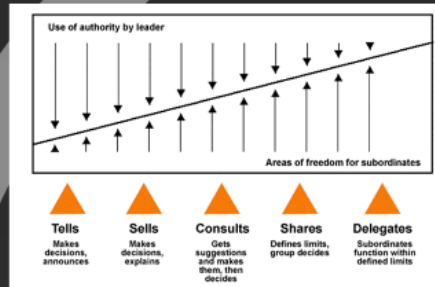 Use of authority by leader
Areas of freedom for subordinates
Tells
Makes
decisions,
announces
Sells
Makes
decisions,
explains
Consults
Gets
suggestions
and makes
them, then
decides
Shares
Defines limits,
group decides
Delegates
Subordinates
function within
defined limits